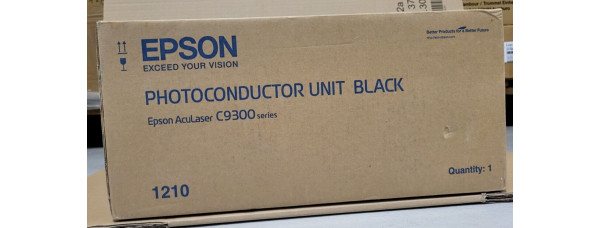 EPSON
EXCEED YOUR VISION
Better Products for a Better Future
PHOTOCONDUCTOR UNIT BLACK
Epson AcuLaser C9300 series
1210
Quantity: 1